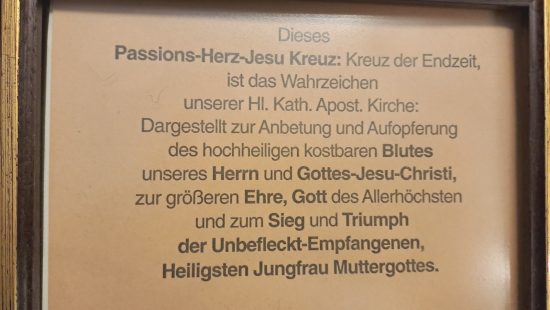 Dieses
Passions-Herz-Jesu Kreuz: Kreuz der Endzeit,
ist das Wahrzeichen
unserer Hl. Kath. Apost. Kirche:
Dargestellt zur Anbetung und Aufopferung
des hochheiligen kostbaren Blutes
unseres Herrn und Gottes-Jesu-Christi,
zur größeren Ehre, Gott des Allerhöchsten
und zum Sieg und Triumph
der Unbefleckt-Empfangenen,
Heiligsten Jungfrau Muttergottes.